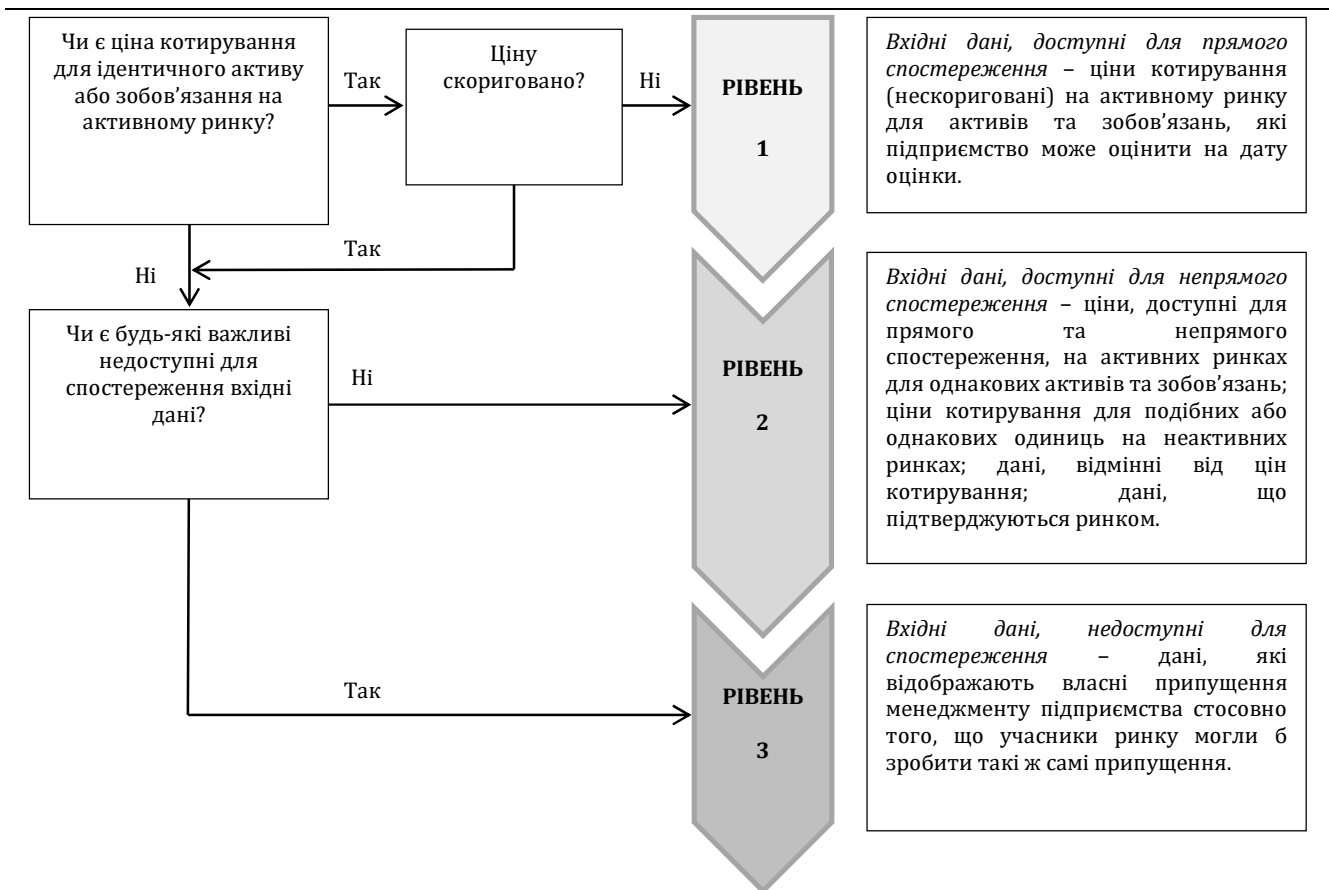 Чи є ціна котирування
для ідентичного активу
або зобов’язання на
активному ринку?
Так
Ціну
скориговано?
Ні
РІВЕНЬ
1
Вхідні дані, доступні для прямого
спостереження – ціни котирування
(нескориговані) на активному ринку
для активів та зобов’язань, які
підприємство може оцінити на дату
оцінки.
Так
Ні
Чи є будь-які важливі
недоступні для
спостереження вхідні
дані?
Ні
РІВЕНЬ
2
Вхідні дані, доступні для непрямого
спостереження – ціни, доступні для
прямого та непрямого
спостереження, на активних ринках
для однакових активів та зобов’язань;
ціни котирування для подібних або
однакових одиниць на неактивних
ринках; дані, відмінні від цін
котирування; дані, що
підтверджуються ринком.
Так
РІВЕНЬ
3
Вхідні дані, недоступні для
спостереження – дані, які
відображають власні припущення
менеджменту підприємства стосовно
того, що учасники ринку могли б
зробити такі ж самі припущення.